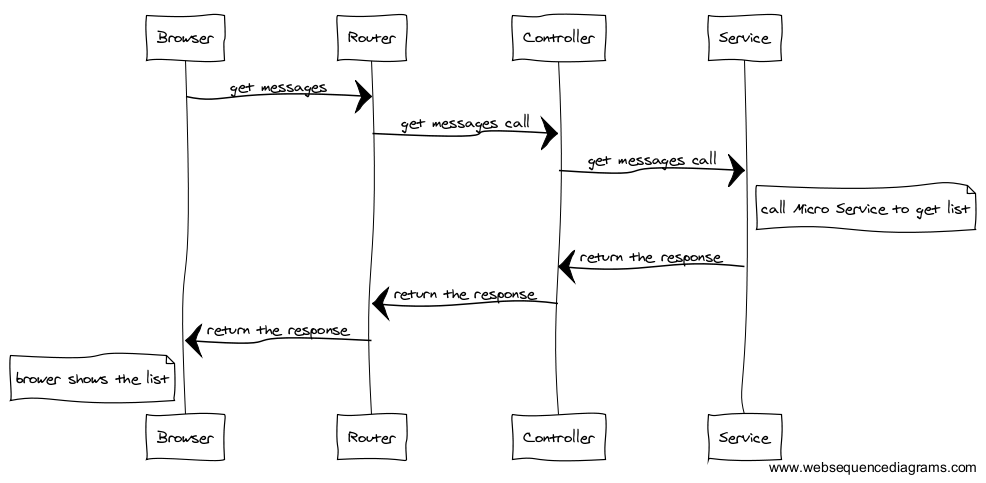 Browser
Router
Controller
Service
get messages
get messages call
get messages call
call Micro Service to get list
return the response
return the response
return the response
brower shows the list
Browser
Router
Controller
Service
www.websequencediagrams.com